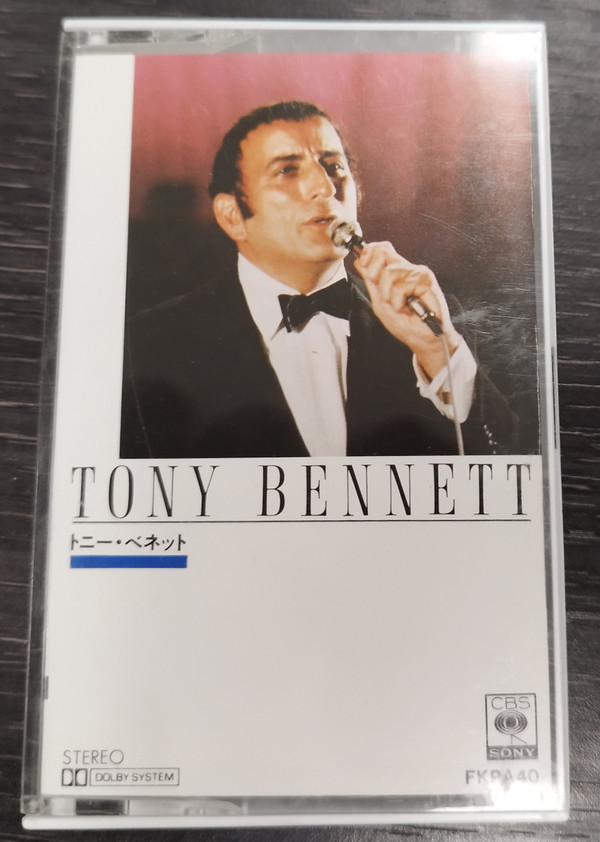 TONY BENNETT
トニー・ベネット
STEREO
DOLBY SYSTEM
CBS
SONY
FKPA40